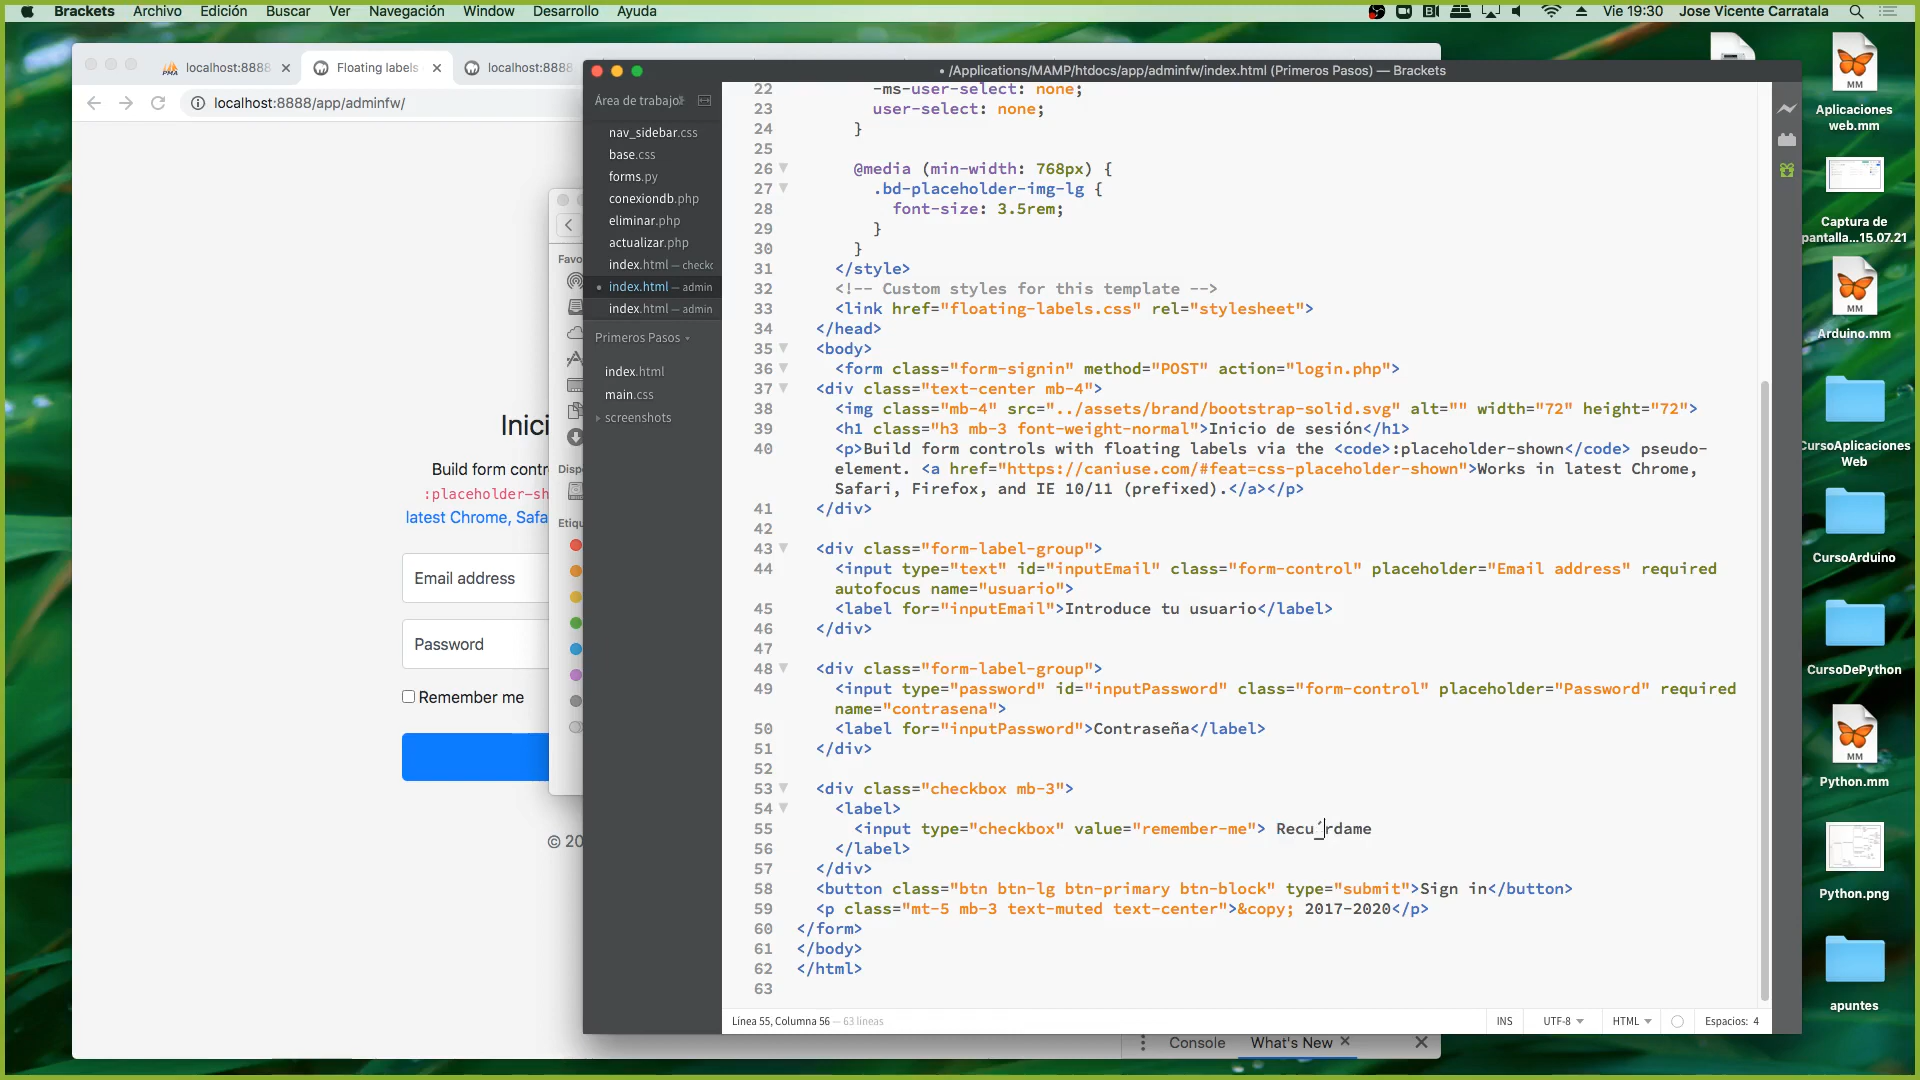 Brackets Archivo Edición Buscar Ver Navegación Window Desarrollo Ayuda
Vie 19:30 Jose Vicente Carratala
localhost:8888
Floating labels
localhost:8888
localhost:8888/app/adminfw/
Inici
Build form contr
:placeholder-sh
latest Chrome, Safa
Email address
Password
Remember me
© 20
Favo
Dispo
Etiqu
• /Applications/MAMP/htdocs/app/adminfw/index.html (Primeros Pasos) — Brackets
Área de trabajo
nav_sidebar.css
base.css
forms.py
conexiondb.php
eliminar.php
actualizar.php
index.html — checkc
index.html — admin
index.html — admin
Primeros Pasos
index.html
main.css
screenshots
22 -ms-user-select: none;
23 user-select: none;
24 }
25
26 @media (min-width: 768px) {
27 .bd-placeholder-img-lg {
28 font-size: 3.5rem;
29 }
30 }
31 </style>
32 <!-- Custom styles for this template -->
33 <link href="floating-labels.css" rel="stylesheet">
34 </head>
35 <body>
36 <form class="form-signin" method="POST" action="login.php">
37 <div class="text-center mb-4">
38 <img class="mb-4" src="../assets/brand/bootstrap-solid.svg" alt="" width="72" height="72">
39 <h1 class="h3 mb-3 font-weight-normal">Inicio de sesión</h1>
40 <p>Build form controls with floating labels via the <code>:placeholder-shown</code> pseudo-
element. <a href="https://caniuse.com/#feat=css-placeholder-shown">Works in latest Chrome,
Safari, Firefox, and IE 10/11 (prefixed).</a></p>
41 </div>
42
43 <div class="form-label-group">
44 <input type="text" id="inputEmail" class="form-control" placeholder="Email address" required
autofocus name="usuario">
45 <label for="inputEmail">Introduce tu usuario</label>
46 </div>
47
48 <div class="form-label-group">
49 <input type="password" id="inputPassword" class="form-control" placeholder="Password" required
name="contrasena">
50 <label for="inputPassword">Contraseña</label>
51 </div>
52
53 <div class="checkbox mb-3">
54 <label>
55 <input type="checkbox" value="remember-me"> Recu´rdame
56 </label>
57 </div>
58 <button class="btn btn-lg btn-primary btn-block" type="submit">Sign in</button>
59 <p class="mt-5 mb-3 text-muted text-center">&copy; 2017-2020</p>
60 </form>
61 </body>
62 </html>
63
Línea 55, Columna 56 — 63 líneas
INS UTF-8 HTML Espacios: 4
Console What's New
MM
Aplicaciones
web.mm
Captura de
pantalla...15.07.21
MM
Arduino.mm
CursoAplicaciones
Web
CursoArduino
CursoDePython
MM
Python.mm
Python.png
apuntes